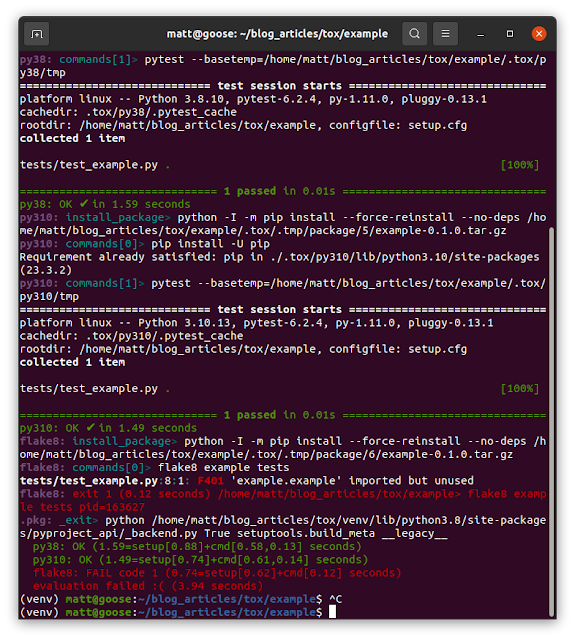 matt@goose: ~/blog_articles/tox/example
py38: commands[1]> pytest --basetemp=/home/matt/blog_articles/tox/example/.tox/p
y38/tmp
============================= test session starts ==============================
platform linux -- Python 3.8.10, pytest-6.2.4, py-1.11.0, pluggy-0.13.1
cachedir: .tox/py38/.pytest_cache
rootdir: /home/matt/blog_articles/tox/example, configfile: setup.cfg
collected 1 item
tests/test_example.py . [100%]
============================== 1 passed in 0.01s ===============================
py38: OK ✔ in 1.59 seconds
py310: install_package> python -I -m pip install --force-reinstall --no-deps /ho
me/matt/blog_articles/tox/example/.tox/.tmp/package/5/example-0.1.0.tar.gz
py310: commands[0]> pip install -U pip
Requirement already satisfied: pip in ./.tox/py310/lib/python3.10/site-packages
(23.3.2)
py310: commands[1]> pytest --basetemp=/home/matt/blog_articles/tox/example/.tox/
py310/tmp
============================= test session starts ==============================
platform linux -- Python 3.10.13, pytest-6.2.4, py-1.11.0, pluggy-0.13.1
cachedir: .tox/py310/.pytest_cache
rootdir: /home/matt/blog_articles/tox/example, configfile: setup.cfg
collected 1 item
tests/test_example.py . [100%]
============================== 1 passed in 0.01s ===============================
py310: OK ✔ in 1.49 seconds
flake8: install_package> python -I -m pip install --force-reinstall --no-deps /h
ome/matt/blog_articles/tox/example/.tox/.tmp/package/6/example-0.1.0.tar.gz
flake8: commands[0]> flake8 example tests
tests/test_example.py:8:1: F401 'example.example' imported but unused
flake8: exit 1 (0.12 seconds) /home/matt/blog_articles/tox/example> flake8 examp
le tests pid=163627
.pkg: _exit> python /home/matt/blog_articles/tox/venv/lib/python3.8/site-package
s/pyproject_api/_backend.py True setuptools.build_meta __legacy__
py38: OK (1.59=setup[0.88]+cmd[0.58,0.13] seconds)
py310: OK (1.49=setup[0.74]+cmd[0.61,0.14] seconds)
flake8: FAIL code 1 (0.74=setup[0.62]+cmd[0.12] seconds)
evaluation failed :( (3.94 seconds)
(venv) matt@goose:~/blog_articles/tox/example$ ^C
(venv) matt@goose:~/blog_articles/tox/example$